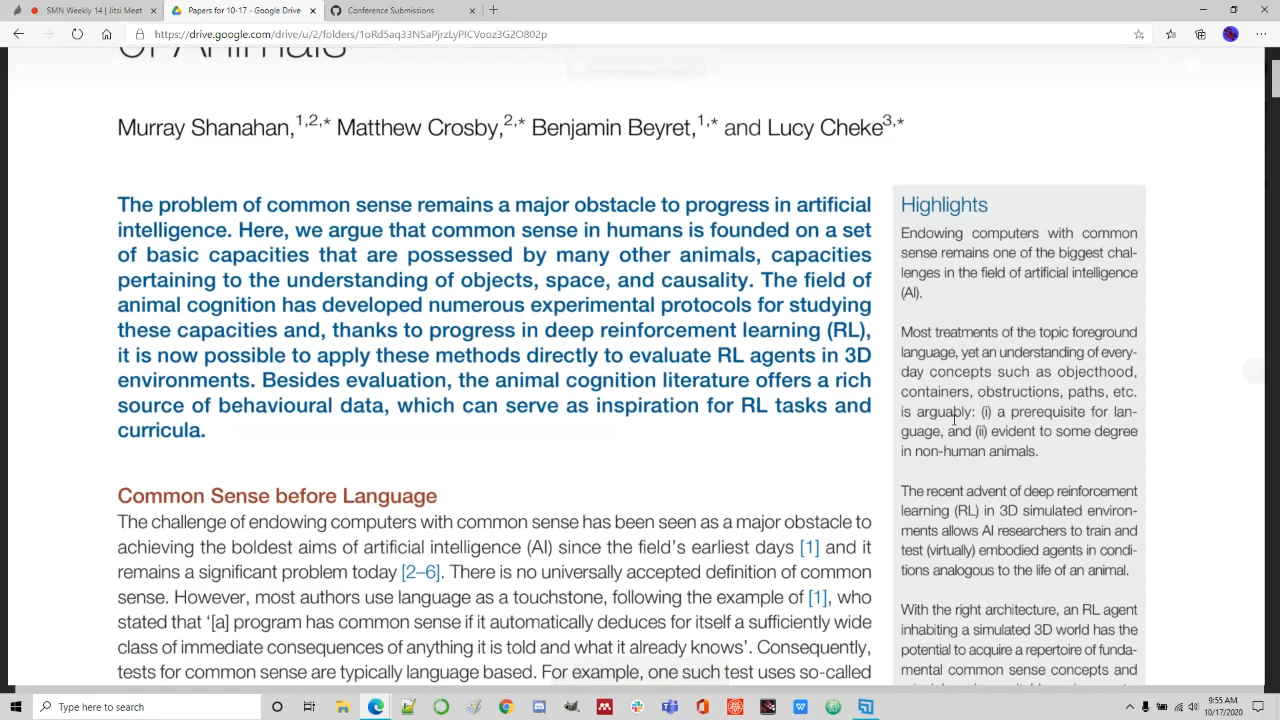 SMN Weekly 14 | Jitsi Meet
Papers for 10-17 - Google Drive
Conference Submissions
https://drive.google.com/drive/u/2/folders/1oRd5aq33NSaPjrzLyPICVooz3G2O802p
of Animals
Murray Shanahan,1,2,* Matthew Crosby,2,* Benjamin Beyret,1,* and Lucy Cheke3,*
The problem of common sense remains a major obstacle to progress in artificial
intelligence. Here, we argue that common sense in humans is founded on a set
of basic capacities that are possessed by many other animals, capacities
pertaining to the understanding of objects, space, and causality. The field of
animal cognition has developed numerous experimental protocols for studying
these capacities and, thanks to progress in deep reinforcement learning (RL),
it is now possible to apply these methods directly to evaluate RL agents in 3D
environments. Besides evaluation, the animal cognition literature offers a rich
source of behavioural data, which can serve as inspiration for RL tasks and
curricula.
Common Sense before Language
The challenge of endowing computers with common sense has been seen as a major obstacle to
achieving the boldest aims of artificial intelligence (AI) since the field's earliest days [1] and it
remains a significant problem today [2–6]. There is no universally accepted definition of common
sense. However, most authors use language as a touchstone, following the example of [1], who
stated that '[a] program has common sense if it automatically deduces for itself a sufficiently wide
class of immediate consequences of anything it is told and what it already knows'. Consequently,
tests for common sense are typically language based. For example, one such test uses so-called
Highlights
Endowing computers with common
sense remains one of the biggest chal-
lenges in the field of artificial intelligence
(AI).
Most treatments of the topic foreground
language, yet an understanding of every-
day concepts such as objecthood,
containers, obstructions, paths, etc.
is arguably: (i) a prerequisite for lan-
guage, and (ii) evident to some degree
in non-human animals.
The recent advent of deep reinforcement
learning (RL) in 3D simulated environ-
ments allows AI researchers to train and
test (virtually) embodied agents in condi-
tions analogous to the life of an animal.
With the right architecture, an RL agent
inhabiting a simulated 3D world has the
potential to acquire a repertoire of funda-
mental common sense concepts and
Type here to search
9:55 AM
10/17/2020